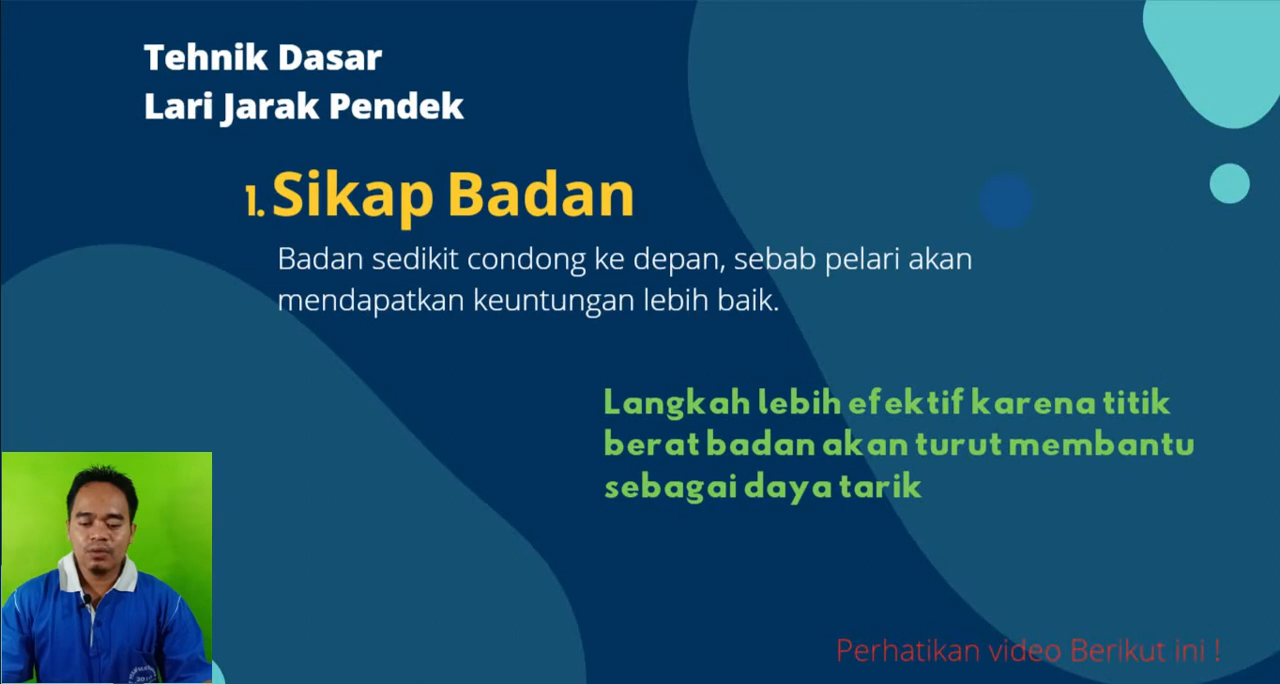 Tehnik Dasar
Lari Jarak Pendek
1. Sikap Badan
Badan sedikit condong ke depan, sebab pelari akan
mendapatkan keuntungan lebih baik.
Langkah lebih efektif karena titik
berat badan akan turut membantu
sebagai daya tarik
Perhatikan video Berikut ini !